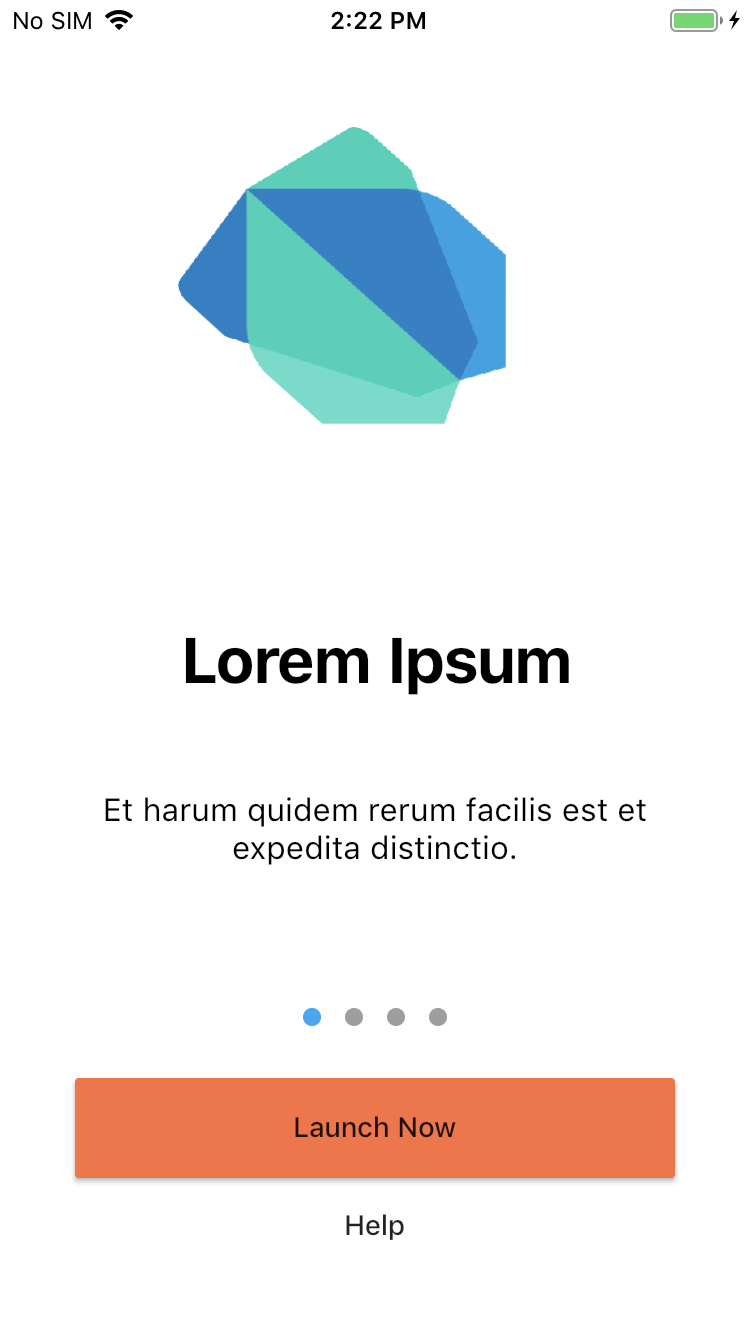 No SIM 2:22 PM
Lorem Ipsum
Et harum quidem rerum facilis est et
expedita distinctio.
Launch Now
Help